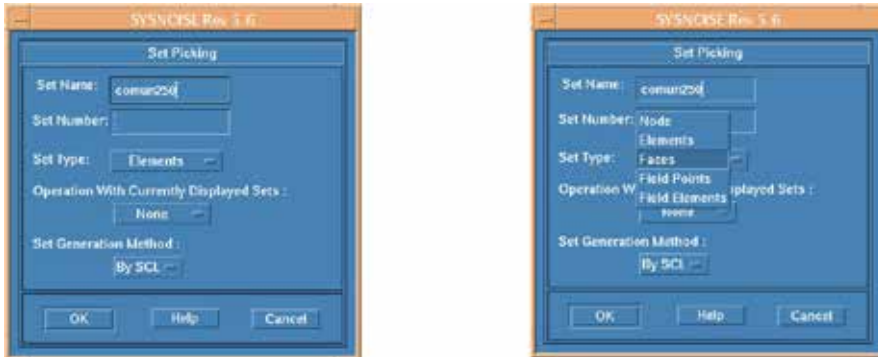 SYSNOISE Rev 5.6
Set Picking
Set Name: comun250
Set Number:
Set Type: Elements
Operation With Currently Displayed Sets :
None
Set Generation Method :
By SCL
OK Help Cancel
SYSNOISE Rev 5.6
Set Picking
Set Name: comun250
Set Number: Node
Elements
Set Type: Faces
Field Points
Operation W played Sets :
Field Elements
None
Set Generation Method :
By SCL
OK Help Cancel